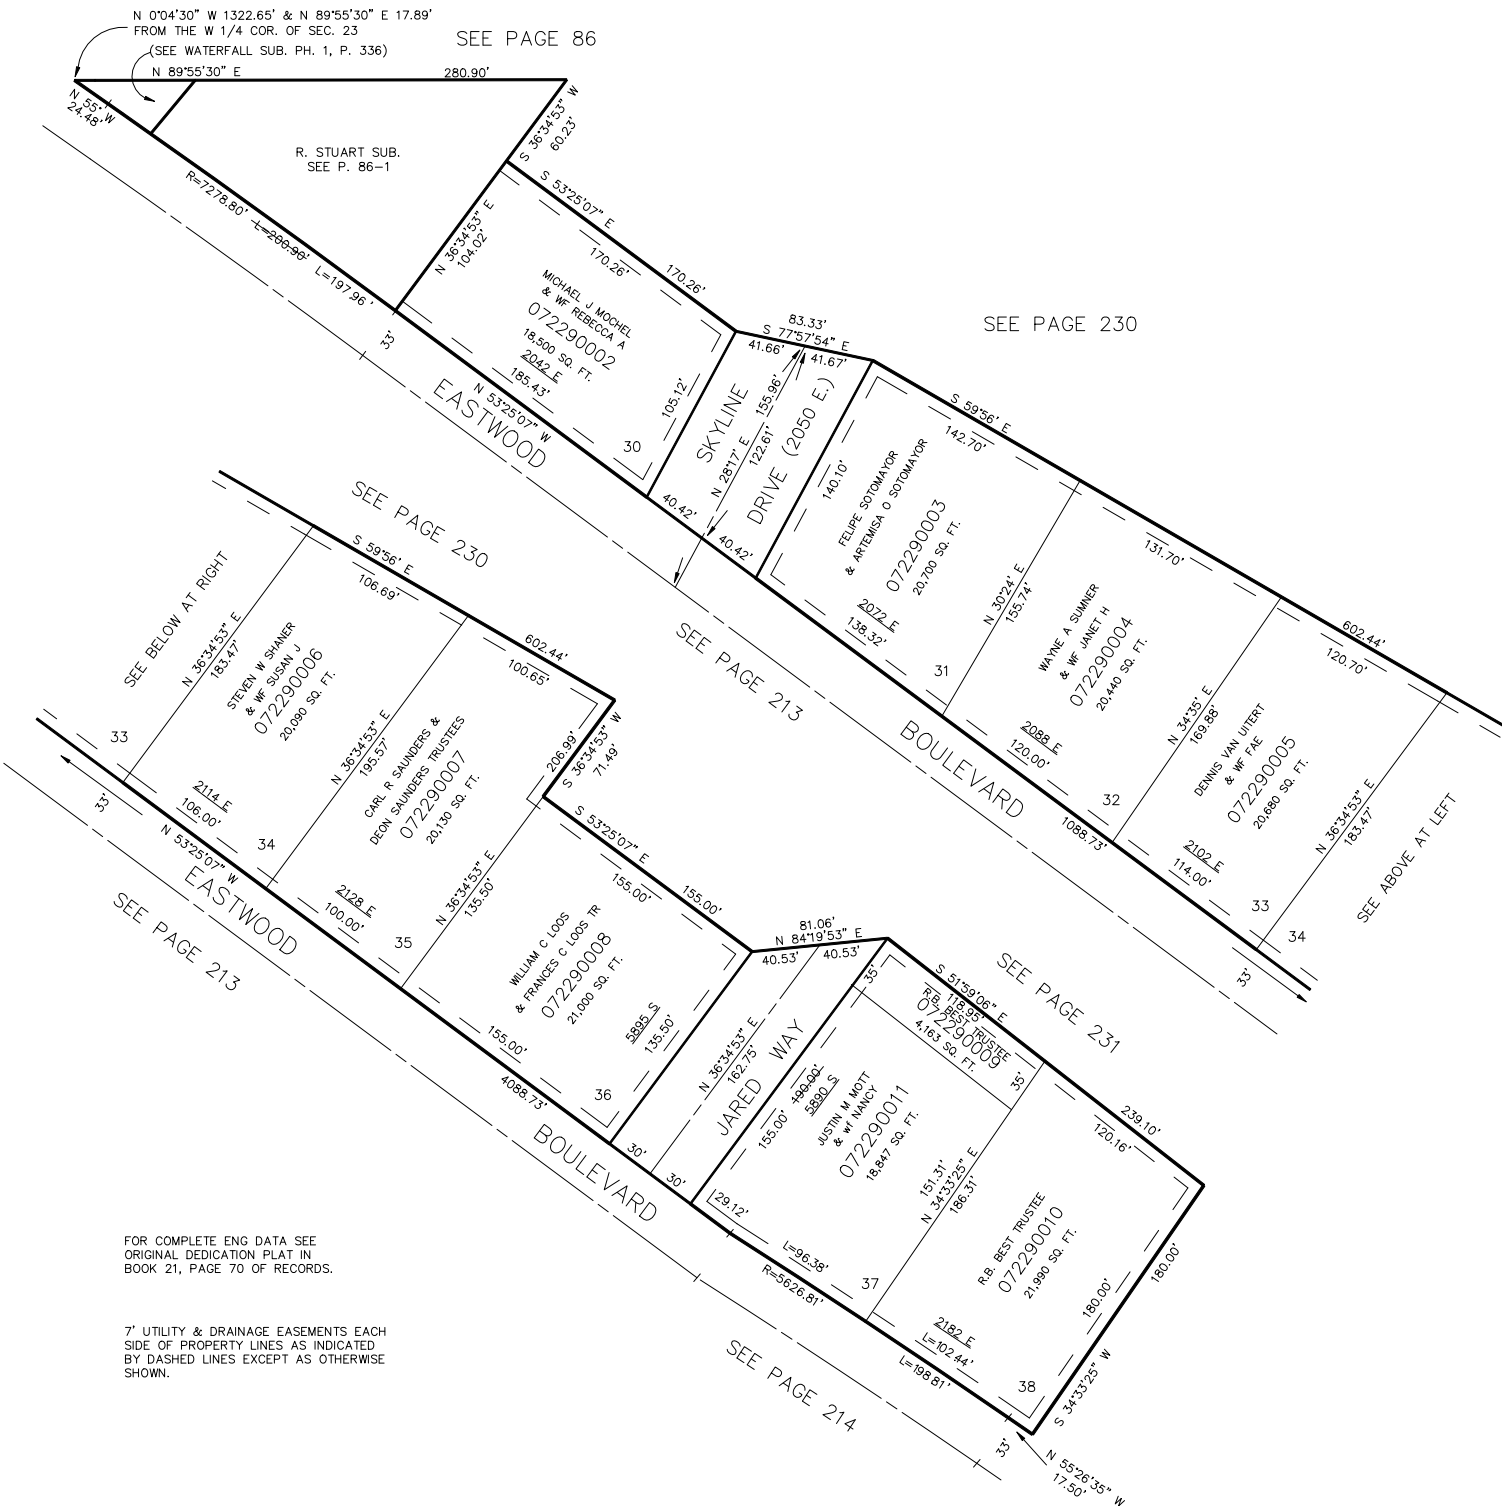 N 0°04'30" W 1322.65' & N 89°55'30" E 17.89'
FROM THE W 1/4 COR. OF SEC. 23
(SEE WATERFALL SUB. PH. 1, P. 336)
SEE PAGE 86
N 89°55'30" E
280.90'
N 55° W
24.48'
S 36°34'53" W
60.23'
R. STUART SUB.
SEE P. 86-1
R=7278.80'
L=200.90'
L=197.96'
N 36°34'53" E
104.02'
S 53°25'07" E
170.26'
170.26'
MICHAEL J MOCHEL
& WF REBECCA A
072290002
18,500 SQ. FT.
2042 E
185.43'
105.12'
30
33'
N 53°25'07" W
EASTWOOD
83.33'
S 77°57'54" E
41.66'
41.67'
SKYLINE
DRIVE (2050 E.)
155.96'
N 28°17' E
122.61'
40.42'
40.42'
SEE PAGE 230
S 59°56' E
142.70'
140.10'
FELIPE SOTOMAYOR
& ARTEMISA O SOTOMAYOR
072290003
20,700 SQ. FT.
2072 E
138.32'
31
N 30°24' E
155.74'
131.70'
WAYNE A SUMNER
& WF JANET H
072290004
20,440 SQ. FT.
2088 E
120.00'
32
N 34°35' E
169.88'
602.44'
120.70'
DENNIS VAN UITERT
& WF FAE
072290005
20,680 SQ. FT.
2102 E
114.00'
33
N 36°34'53" E
183.47'
SEE ABOVE AT LEFT
34
33'
1088.73'
BOULEVARD
SEE PAGE 213
SEE PAGE 230
SEE BELOW AT RIGHT
33
N 36°34'53" E
183.47'
S 59°56' E
106.69'
STEVEN W SHANER
& WF SUSAN J
072290006
20,090 SQ. FT.
2114 E
106.00'
34
N 36°34'53" E
195.57'
602.44'
100.65'
CARL R SAUNDERS &
DEON SAUNDERS TRUSTEES
072290007
20,130 SQ. FT.
2128 E
100.00'
35
206.99'
S 36°34'53" W
71.49'
N 36°34'53" E
135.50'
33'
N 53°25'07" W
EASTWOOD
SEE PAGE 213
S 53°25'07" E
155.00'
155.00'
WILLIAM C LOOS
& FRANCES C LOOS TR
072290008
21,000 SQ. FT.
5895 S
135.50'
155.00'
36
4088.73'
BOULEVARD
81.06'
N 84°19'53" E
40.53'
40.53'
N 36°34'53" E
162.75'
JARED WAY
30'
30'
SEE PAGE 231
S 51°59'06" E
118.95'
R.B. BEST TRUSTEE
072290009
4,163 SQ. FT.
35'
35'
190.00'
5890 S
155.00'
JUSTIN M MOTT
& wf NANCY
072290011
18,847 SQ. FT.
29.12'
L=96.38'
37
R=5626.81'
151.31'
N 34°33'25" E
186.31'
239.10'
120.16'
R.B. BEST TRUSTEE
072290010
21,990 SQ. FT.
180.00'
180.00'
S 34°33'25" W
2182 E
L=102.44'
L=198.81'
38
33'
N 55°26'35" W
17.50'
SEE PAGE 214
FOR COMPLETE ENG DATA SEE
ORIGINAL DEDICATION PLAT IN
BOOK 21, PAGE 70 OF RECORDS.
7' UTILITY & DRAINAGE EASEMENTS EACH
SIDE OF PROPERTY LINES AS INDICATED
BY DASHED LINES EXCEPT AS OTHERWISE
SHOWN.